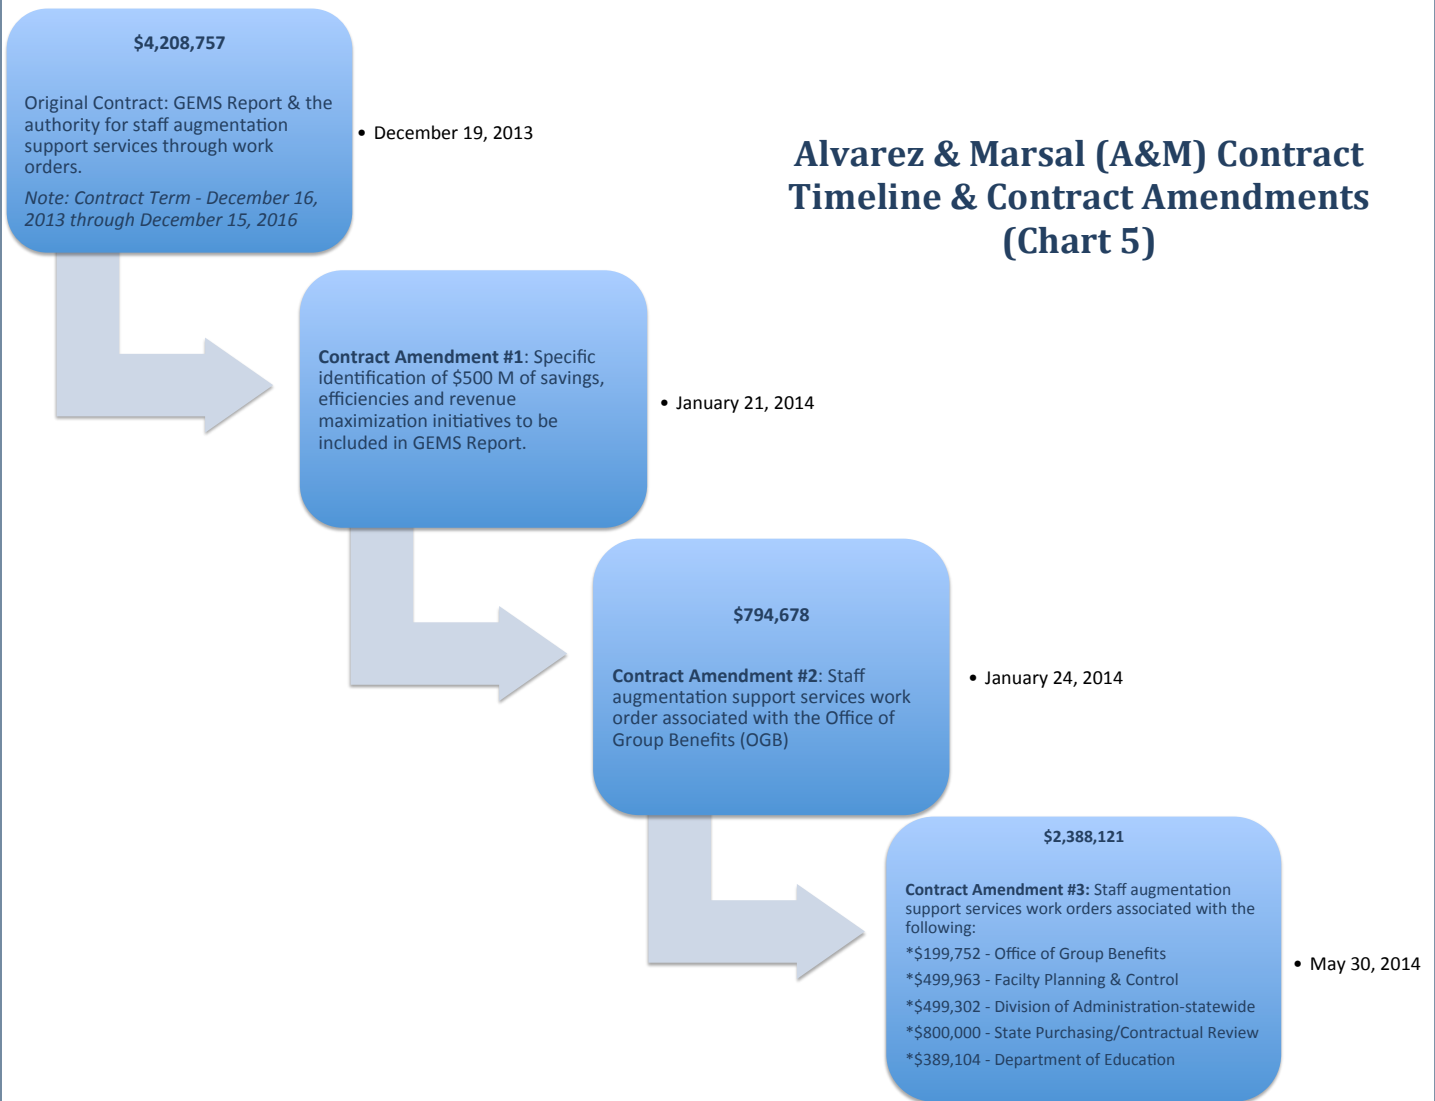 $4,208,757
Original Contract: GEMS Report & the
authority for staff augmentation
support services through work
orders.
Note: Contract Term - December 16,
2013 through December 15, 2016
• December 19, 2013
Alvarez & Marsal (A&M) Contract
Timeline & Contract Amendments
(Chart 5)
Contract Amendment #1: Specific
identification of $500 M of savings,
efficiencies and revenue
maximization initiatives to be
included in GEMS Report.
• January 21, 2014
$794,678
Contract Amendment #2: Staff
augmentation support services work
order associated with the Office of
Group Benefits (OGB)
• January 24, 2014
$2,388,121
Contract Amendment #3: Staff augmentation
support services work orders associated with the
following:
*$199,752 - Office of Group Benefits
*$499,963 - Facilty Planning & Control
*$499,302 - Division of Administration-statewide
*$800,000 - State Purchasing/Contractual Review
*$389,104 - Department of Education
• May 30, 2014